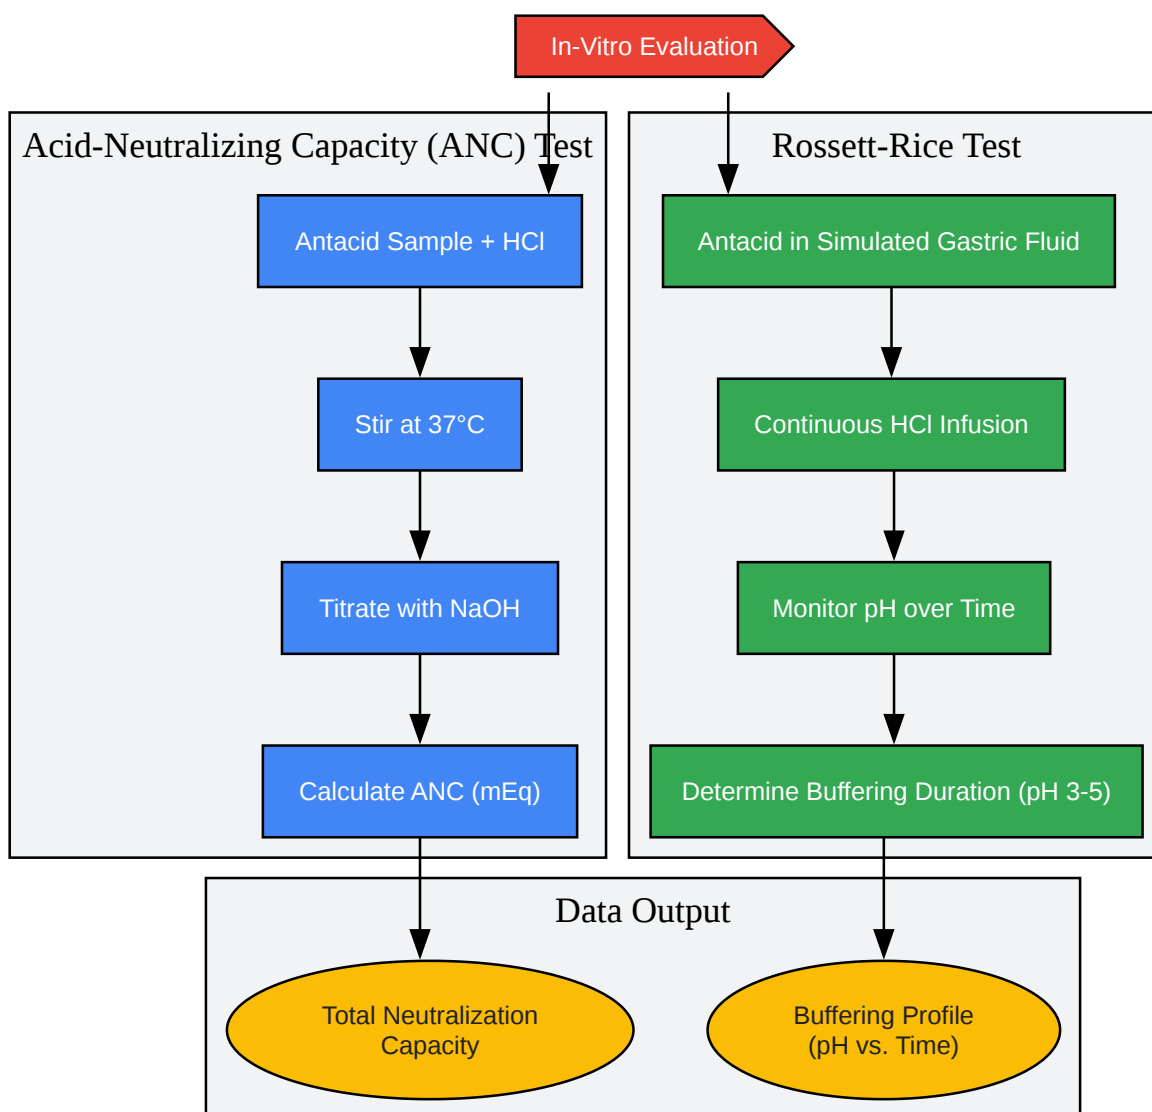 In-Vitro Evaluation
Acid-Neutralizing Capacity (ANC) Test
Antacid Sample + HCl
Stir at 37°C
Titrate with NaOH
Calculate ANC (mEq)
Rossett-Rice Test
Antacid in Simulated Gastric Fluid
Continuous HCl Infusion
Monitor pH over Time
Determine Buffering Duration (pH 3-5)
Data Output
Total Neutralization
Capacity
Buffering Profile
(pH vs. Time)